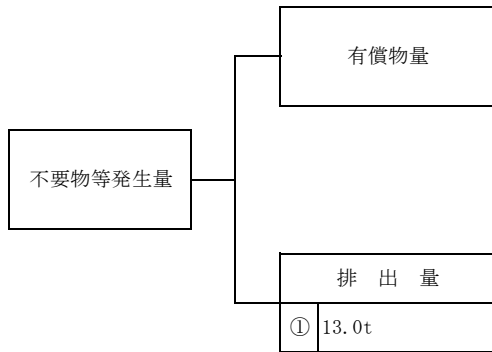 有償物量
不要物等発生量
排　出　量
① 13.0t